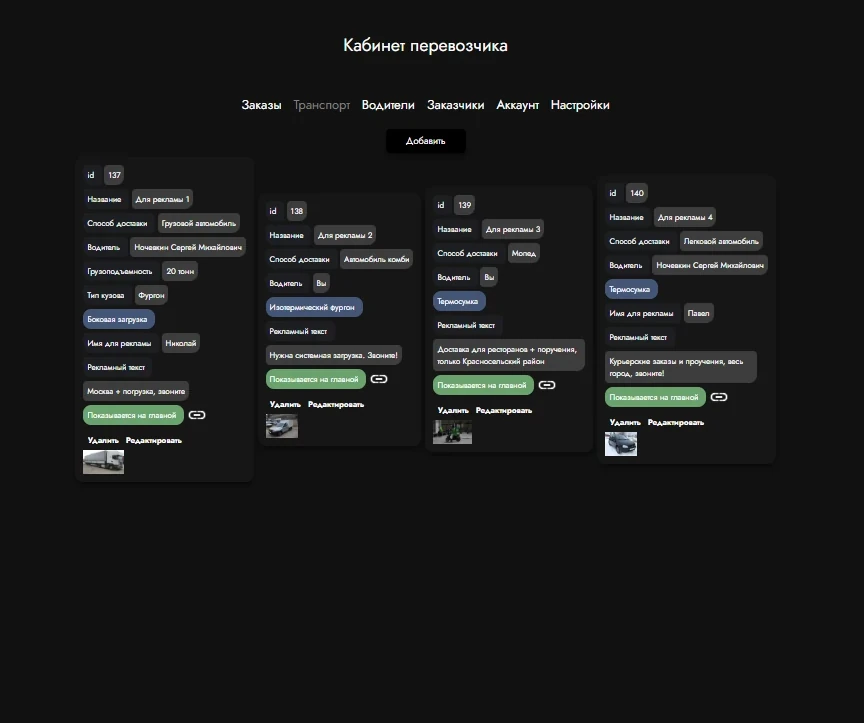 Кабинет перевозчика
Заказы Транспорт Водители Заказчики Аккаунт Настройки
Добавить
id 137
Название Для рекламы 1
Способ доставки Грузовой автомобиль
Водитель Ночевкин Сергей Михайлович
Грузоподъемность 20 тонн
Тип кузова Фургон
Боковая загрузка
Имя для рекламы Николай
Рекламный текст
Москва + погрузка, звоните
Показывается на главной
Удалить Редактировать
id 138
Название Для рекламы 2
Способ доставки Автомобиль комби
Водитель Вы
Изотермический фургон
Рекламный текст
Нужна системная загрузка. Звоните!
Показывается на главной
Удалить Редактировать
id 139
Название Для рекламы 3
Способ доставки Мопед
Водитель Вы
Термосумка
Рекламный текст
Доставка для ресторанов + поручения,
только Красносельский район
Показывается на главной
Удалить Редактировать
id 140
Название Для рекламы 4
Способ доставки Легковой автомобиль
Водитель Ночевкин Сергей Михайлович
Термосумка
Имя для рекламы Павел
Рекламный текст
Курьерские заказы и проучения, весь
город, звоните!
Показывается на главной
Удалить Редактировать